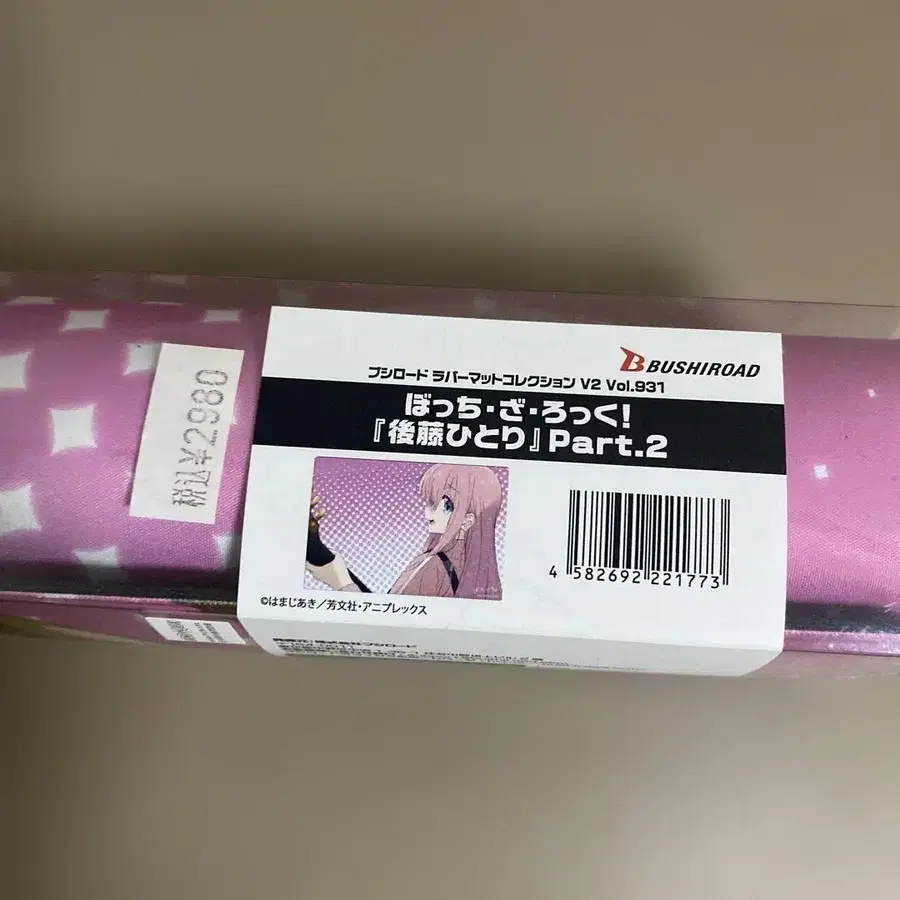 税込¥2980
BUSHIROAD
ブシロード ラバーマットコレクション V2 Vol.931
ぼっち・ざ・ろっく!
『後藤ひとり』Part.2
4 582692 221773
©はまじあき/芳文社・アニプレックス